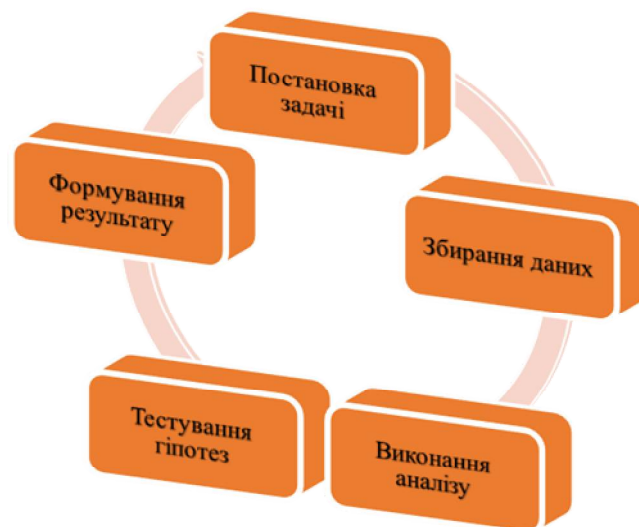 Постановка
задачі
Збирання даних
Виконання
аналізу
Тестування
гіпотез
Формування
результату